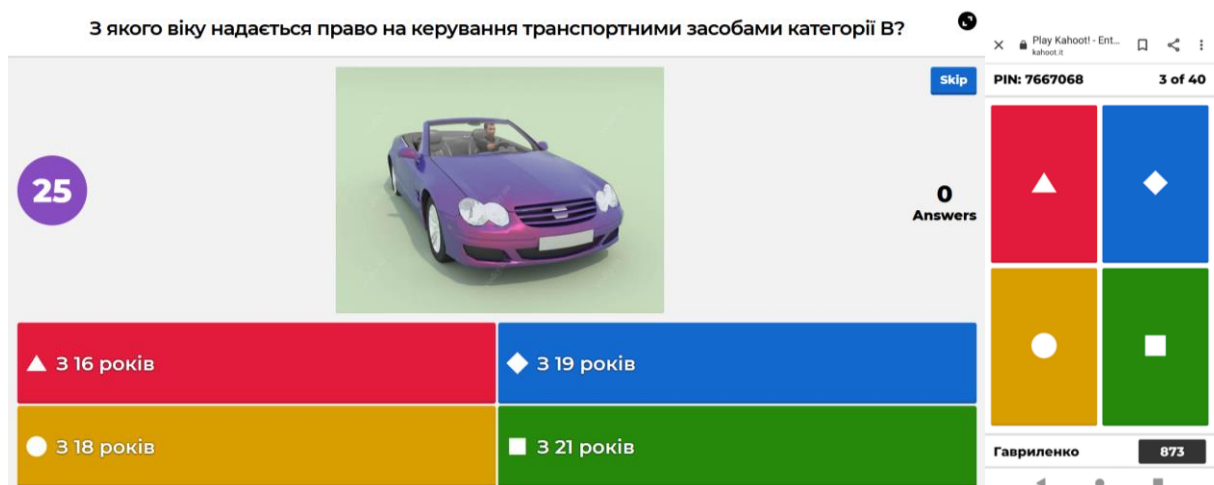 З якого віку надається право на керування транспортними засобами категорії В?
Skip
25
0
Answers
З 16 років
З 19 років
З 18 років
З 21 років
Play Kahoot! - Ent...
kahoot.it
PIN: 7667068
3 of 40
Гавриленко
873